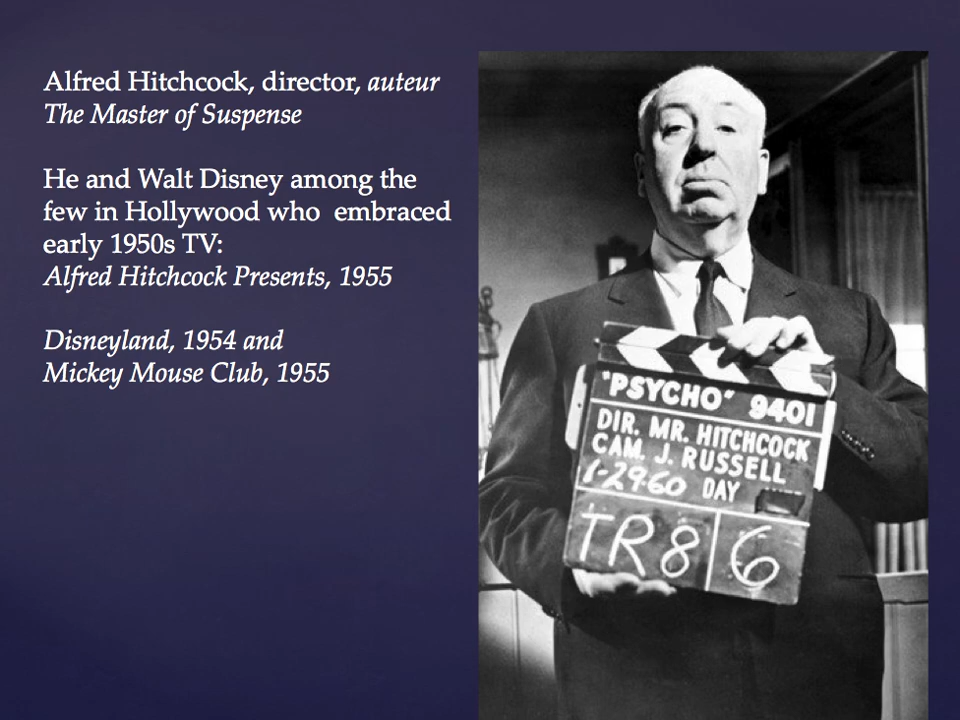 Alfred Hitchcock, director, auteur
The Master of Suspense
He and Walt Disney among the
few in Hollywood who embraced
early 1950s TV:
Alfred Hitchcock Presents, 1955
Disneyland, 1954 and
Mickey Mouse Club, 1955
"PSYCHO" 9401
DIR. MR. HITCHCOCK
CAM. J. RUSSELL
1-29-60 DAY
TR8 6